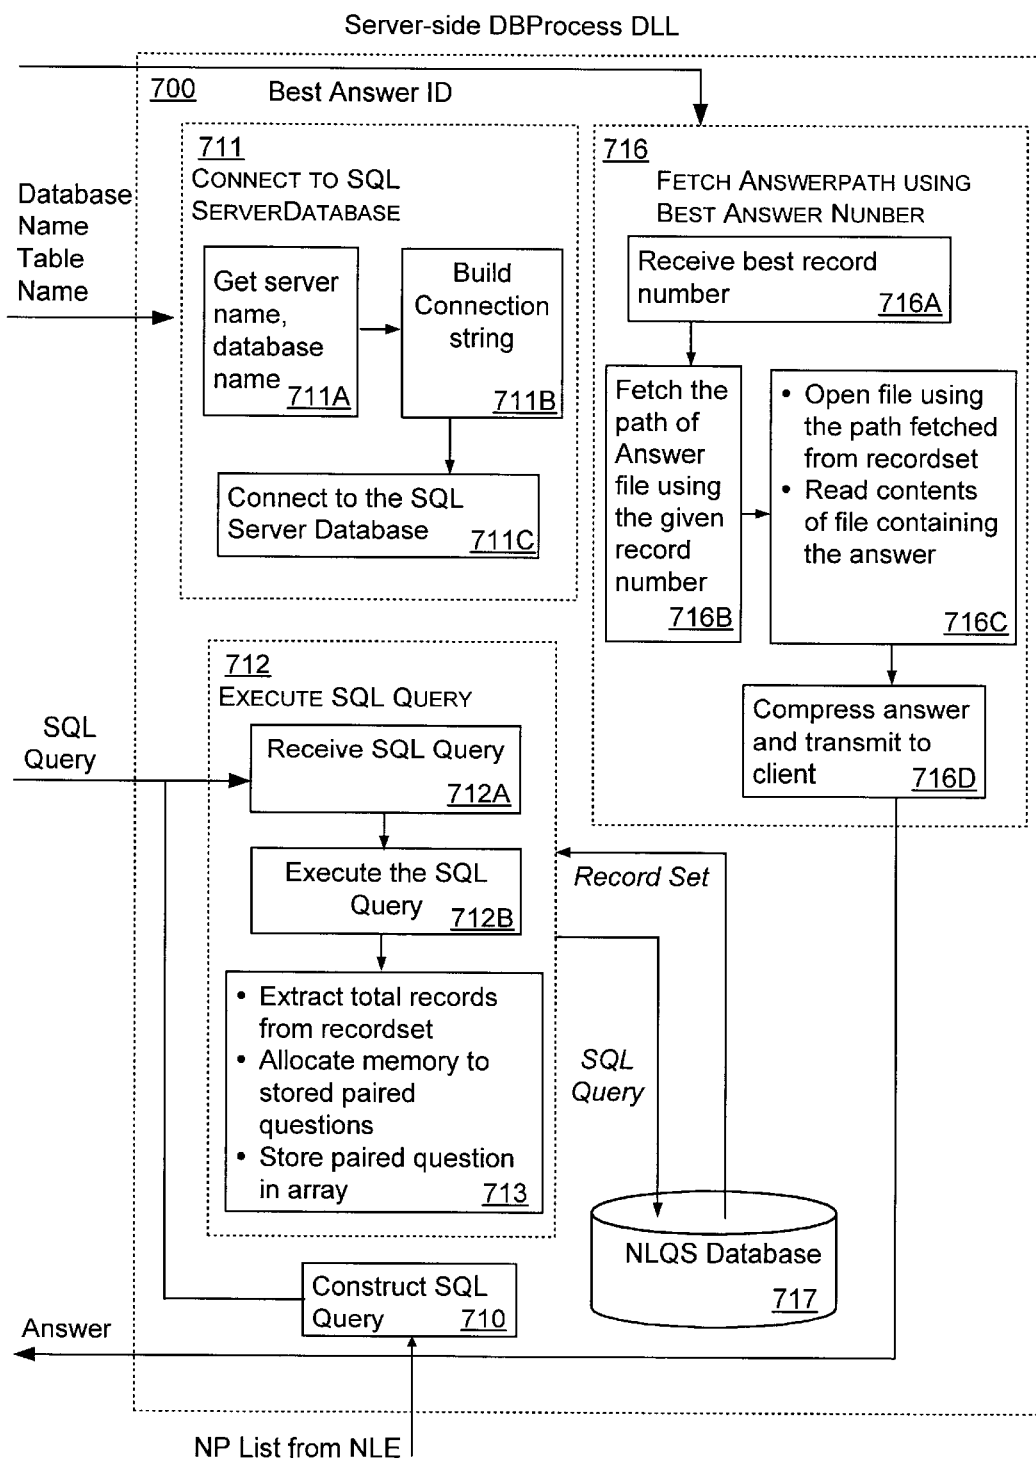 Server-side DBProcess DLL
700
Best Answer ID
711
CONNECT TO SQL
SERVERDATABASE
Database
Name
Table
Name
Get server
name,
database
name
711A
Build
Connection
string
711B
Connect to the SQL
Server Database
711C
716
FETCH ANSWERPATH USING
BEST ANSWER NUNBER
Receive best record
number
716A
Fetch the
path of
Answer
file using
the given
record
number
716B
• Open file using
the path fetched
from recordset
• Read contents
of file containing
the answer
716C
Compress answer
and transmit to
client
716D
712
EXECUTE SQL QUERY
SQL
Query
Receive SQL Query
712A
Execute the SQL
Query
712B
• Extract total records
from recordset
• Allocate memory to
stored paired
questions
• Store paired question
in array
713
Record Set
SQL
Query
NLQS Database
717
Construct SQL
Query
710
Answer
NP List from NLE